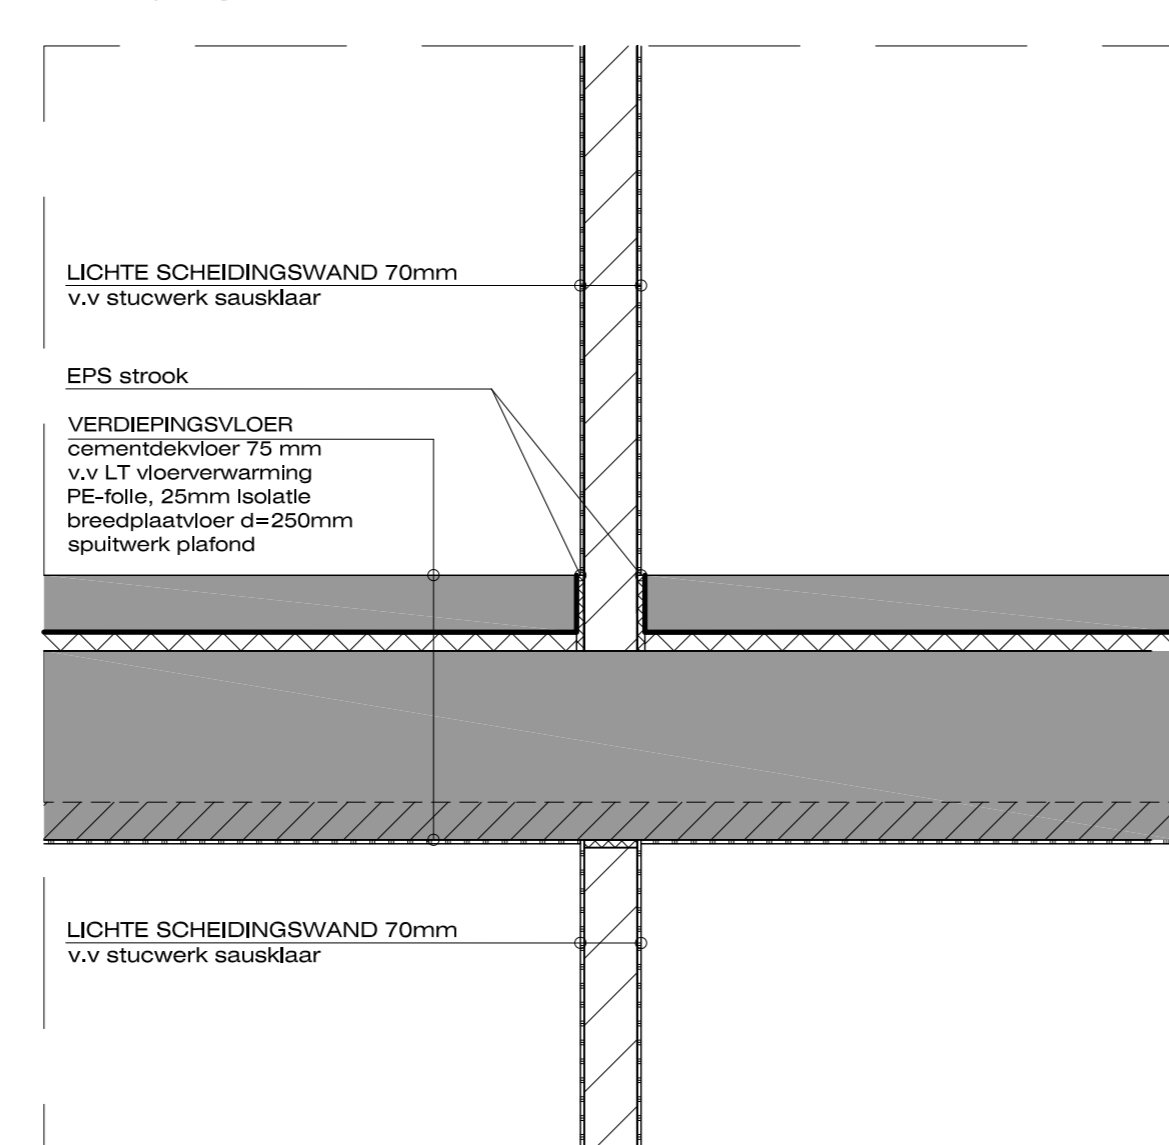 LICHTE SCHEIDINGSWAND 70mm
v.v stucwerk sausklaar
EPS strook
VERDIEPINGSVLOER
cementdekvloer 75 mm
v.v LT vloerverwarming
PE-folie, 25mm Isolatie
breedplaatvloer d=250mm
spuitwerk plafond
LICHTE SCHEIDINGSWAND 70mm
v.v stucwerk sausklaar